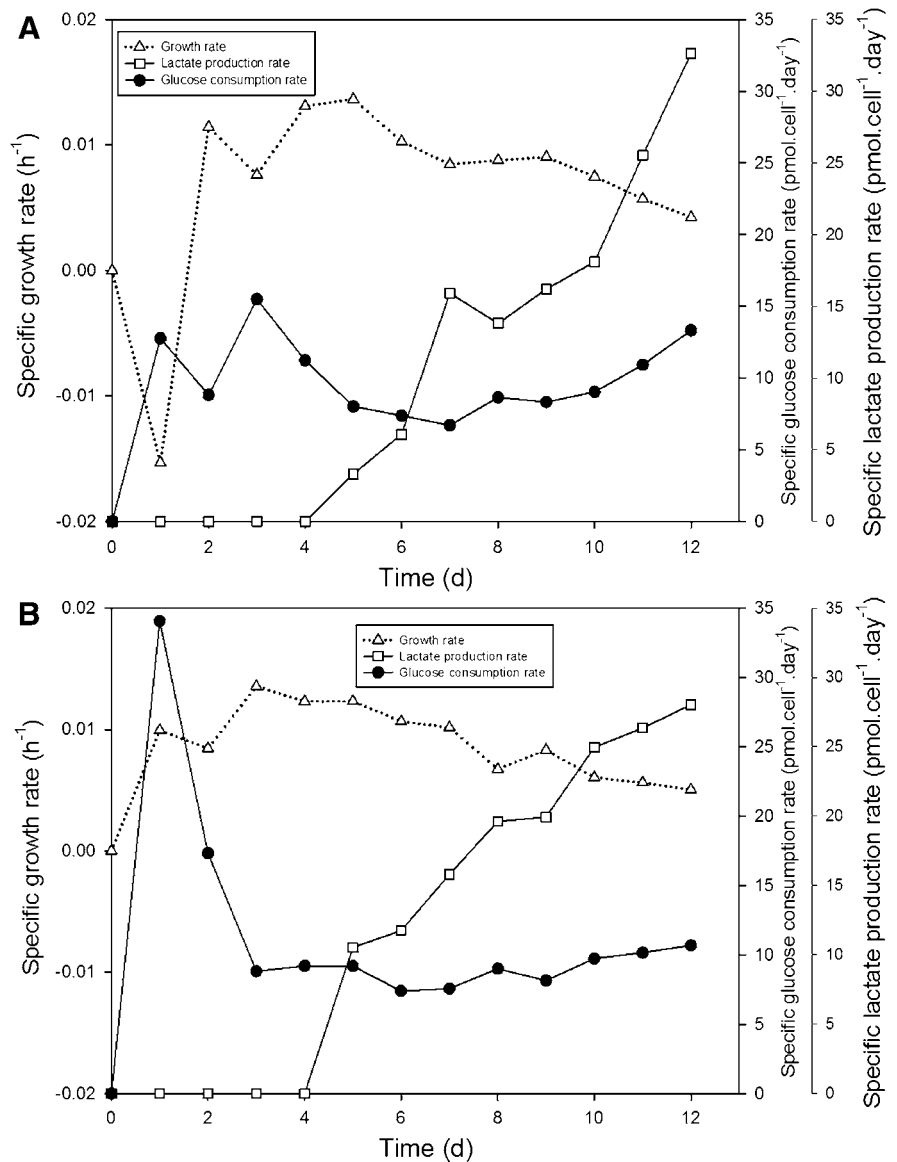 A
Growth rate
Lactate production rate
Glucose consumption rate
Specific growth rate (h⁻¹)
0.02
0.01
0.00
-0.01
-0.02
0 2 4 6 8 10 12
Time (d)
35
30
25
20
15
10
5
0
Specific glucose consumption rate (pmol.cell⁻¹.day⁻¹)
35
30
25
20
15
10
5
0
Specific lactate production rate (pmol.cell⁻¹.day⁻¹)
B
Growth rate
Lactate production rate
Glucose consumption rate
Specific growth rate (h⁻¹)
0.02
0.01
0.00
-0.01
-0.02
0 2 4 6 8 10 12
Time (d)
35
30
25
20
15
10
5
0
Specific glucose consumption rate (pmol.cell⁻¹.day⁻¹)
35
30
25
20
15
10
5
0
Specific lactate production rate (pmol.cell⁻¹.day⁻¹)